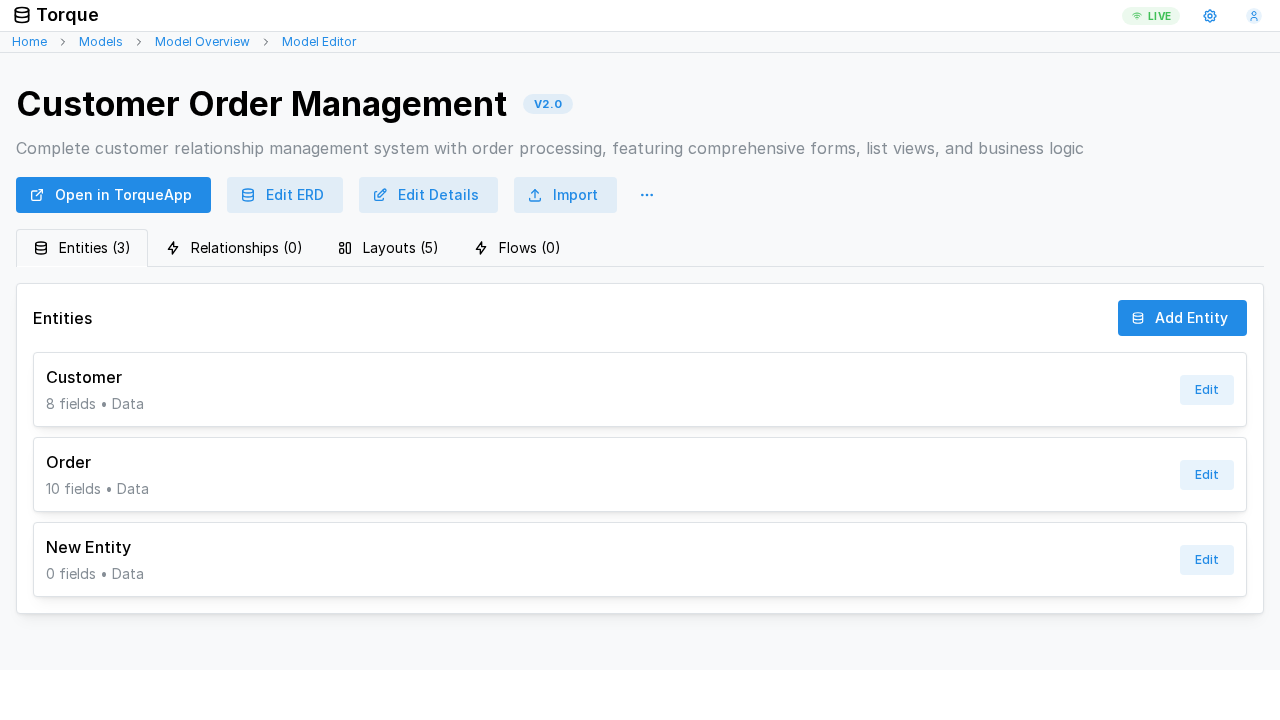 Torque
LIVE
Home
Models
Model Overview
Model Editor
Customer Order Management
V2.0
Complete customer relationship management system with order processing, featuring comprehensive forms, list views, and business logic
Open in TorqueApp
Edit ERD
Edit Details
Import
Entities (3)
Relationships (0)
Layouts (5)
Flows (0)
Entities
Add Entity
Customer
8 fields • Data
Edit
Order
10 fields • Data
Edit
New Entity
0 fields • Data
Edit